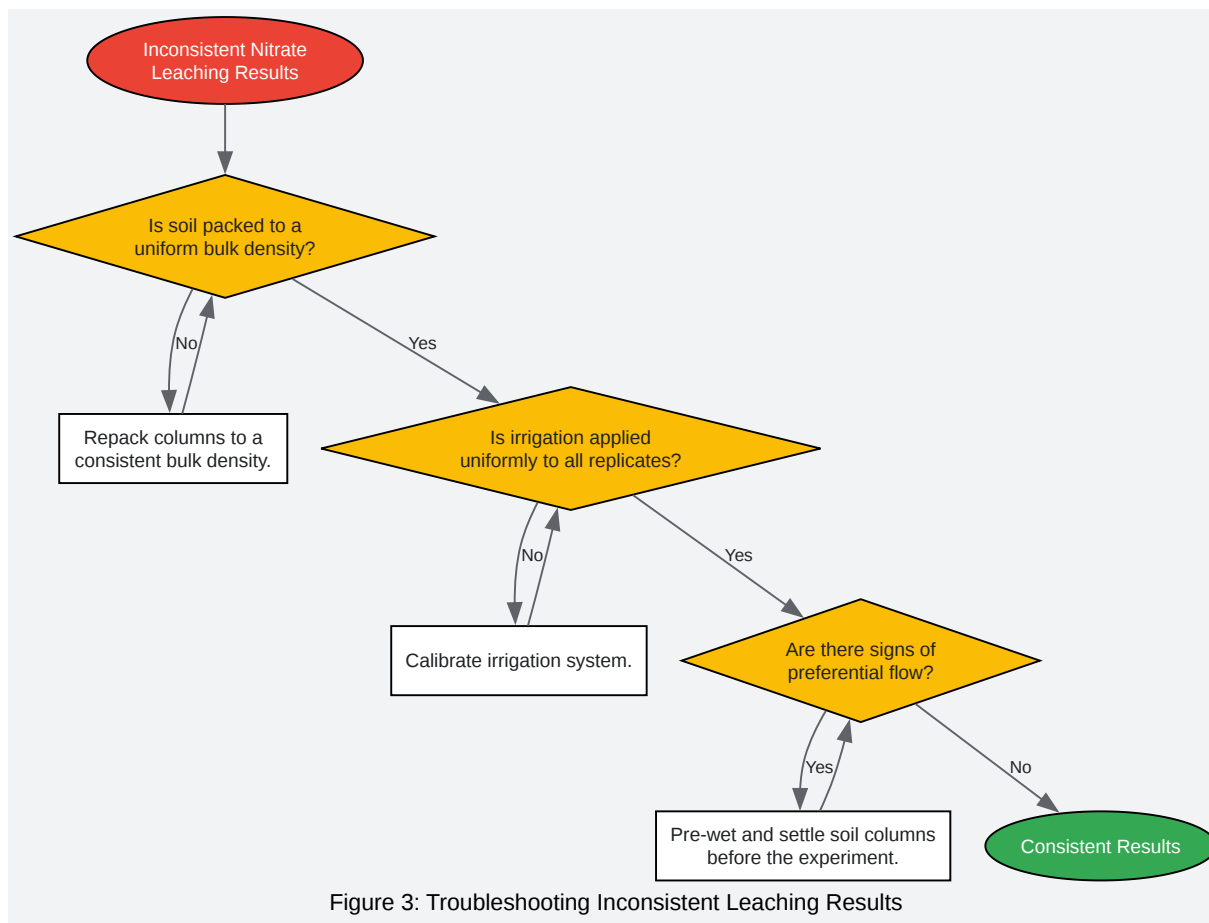 Inconsistent Nitrate
Leaching Results
Is soil packed to a
uniform bulk density?
No
Yes
Repack columns to a
consistent bulk density.
Is irrigation applied
uniformly to all replicates?
No
Yes
Calibrate irrigation system.
Are there signs of
preferential flow?
Yes
No
Pre-wet and settle soil columns
before the experiment.
Consistent Results
Figure 3: Troubleshooting Inconsistent Leaching Results